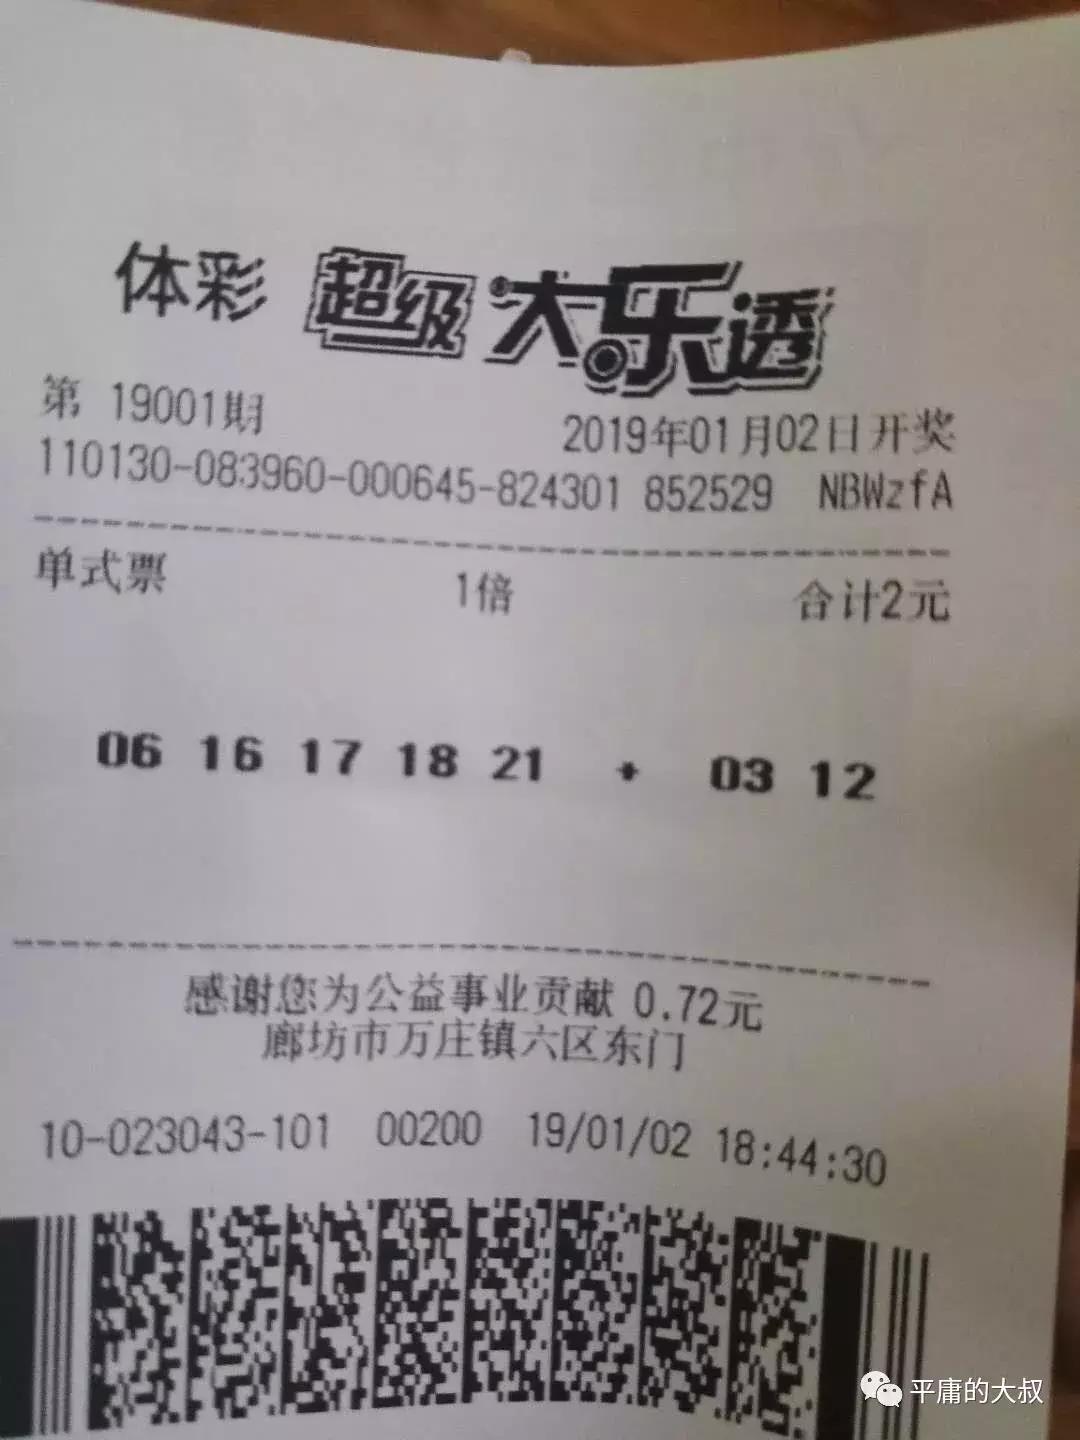 体彩 超级大乐透
第 19001期 2019年01月02日开奖
110130-083960-000645-824301 852529 NBWzfA
单式票 1倍 合计2元
06 16 17 18 21 + 03 12
感谢您为公益事业贡献 0.72元
廊坊市万庄镇六区东门
10-023043-101 00200 19/01/02 18:44:30
平庸的大叔